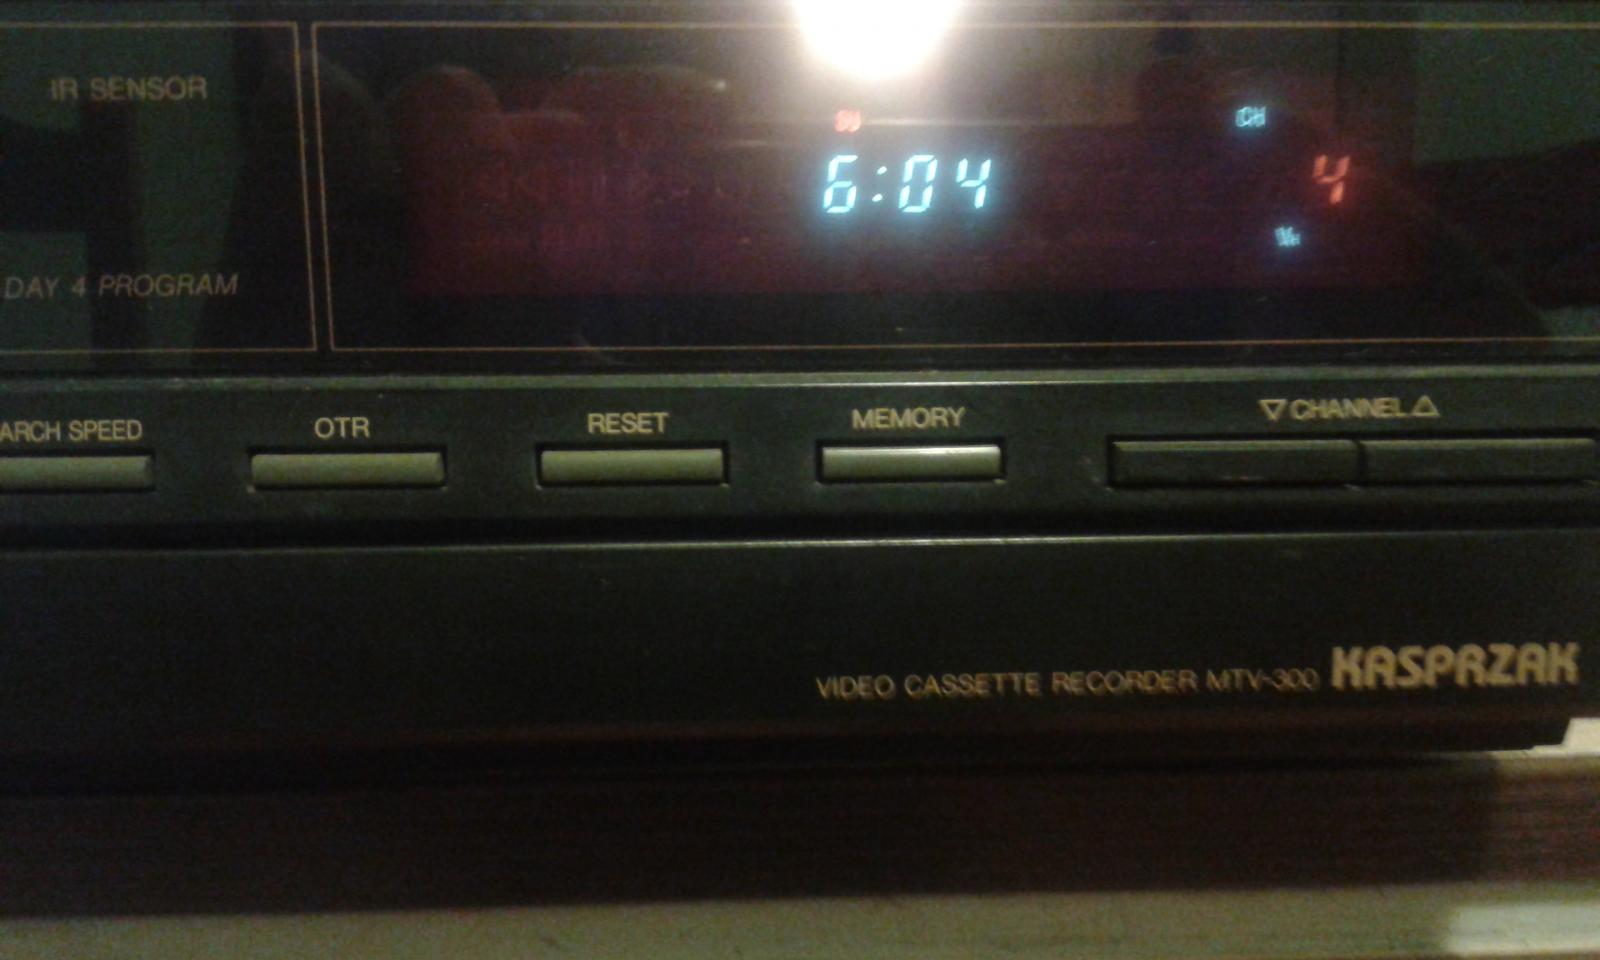 IR SENSOR
SU
CH
6:04
4
DAY 4 PROGRAM
ARCH SPEED
OTR
RESET
MEMORY
▽ CHANNEL △
VIDEO CASSETTE RECORDER MTV-300 KASPRZAK